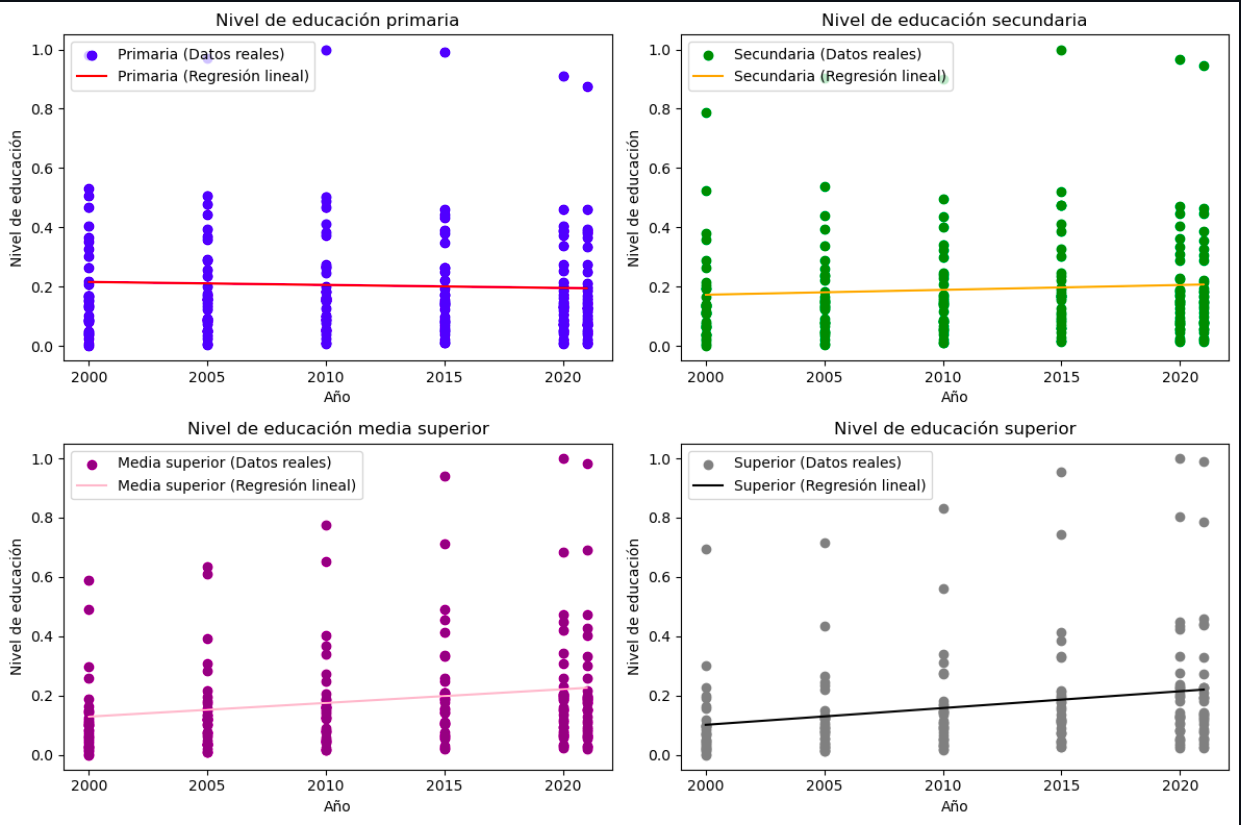 Nivel de educación primaria
1.0
0.8
0.6
0.4
0.2
0.0
Nivel de educación
Primaria (Datos reales)
Primaria (Regresión lineal)
2000 2005 2010 2015 2020
Año
Nivel de educación secundaria
1.0
0.8
0.6
0.4
0.2
0.0
Nivel de educación
Secundaria (Datos reales)
Secundaria (Regresión lineal)
2000 2005 2010 2015 2020
Año
Nivel de educación media superior
1.0
0.8
0.6
0.4
0.2
0.0
Nivel de educación
Media superior (Datos reales)
Media superior (Regresión lineal)
2000 2005 2010 2015 2020
Año
Nivel de educación superior
1.0
0.8
0.6
0.4
0.2
0.0
Nivel de educación
Superior (Datos reales)
Superior (Regresión lineal)
2000 2005 2010 2015 2020
Año